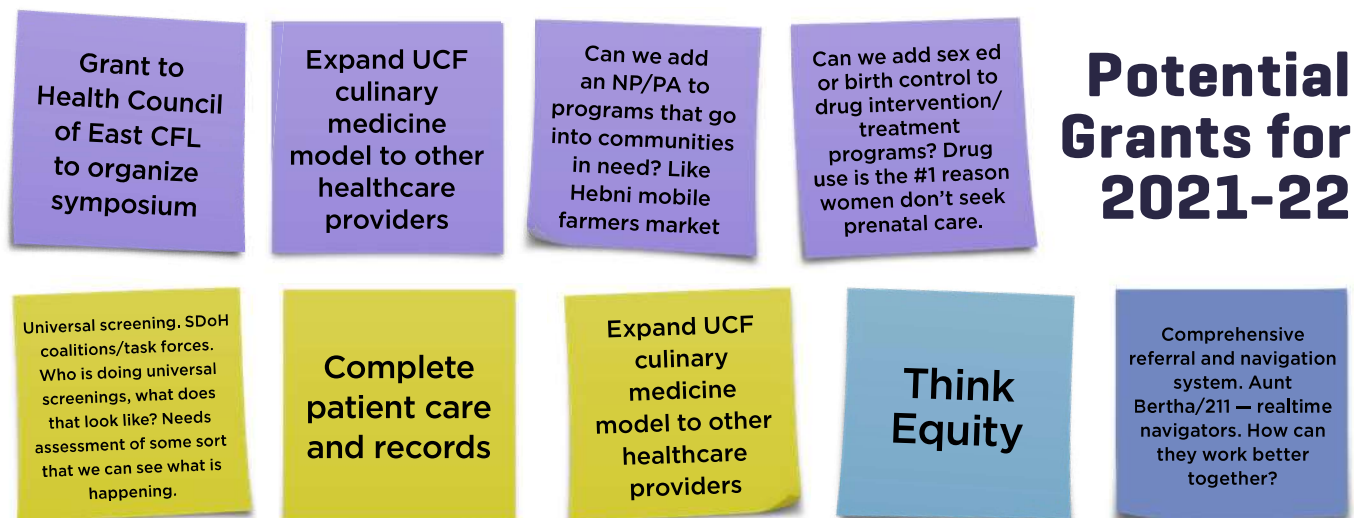 Grant to
Health Council
of East CFL
to organize
symposium
Expand UCF
culinary
medicine
model to other
healthcare
providers
Can we add
an NP/PA to
programs that go
into communities
in need? Like
Hebni mobile
farmers market
Can we add sex ed
or birth control to
drug intervention/
treatment
programs? Drug
use is the #1 reason
women don’t seek
prenatal care.
Potential
Grants for
2021-22
Universal screening. SDoH
coalitions/task forces.
Who is doing universal
screenings, what does
that look like? Needs
assessment of some sort
that we can see what is
happening.
Complete
patient care
and records
Expand UCF
culinary
medicine
model to other
healthcare
providers
Think
Equity
Comprehensive
referral and navigation
system. Aunt
Bertha/211 — realtime
navigators. How can
they work better
together?